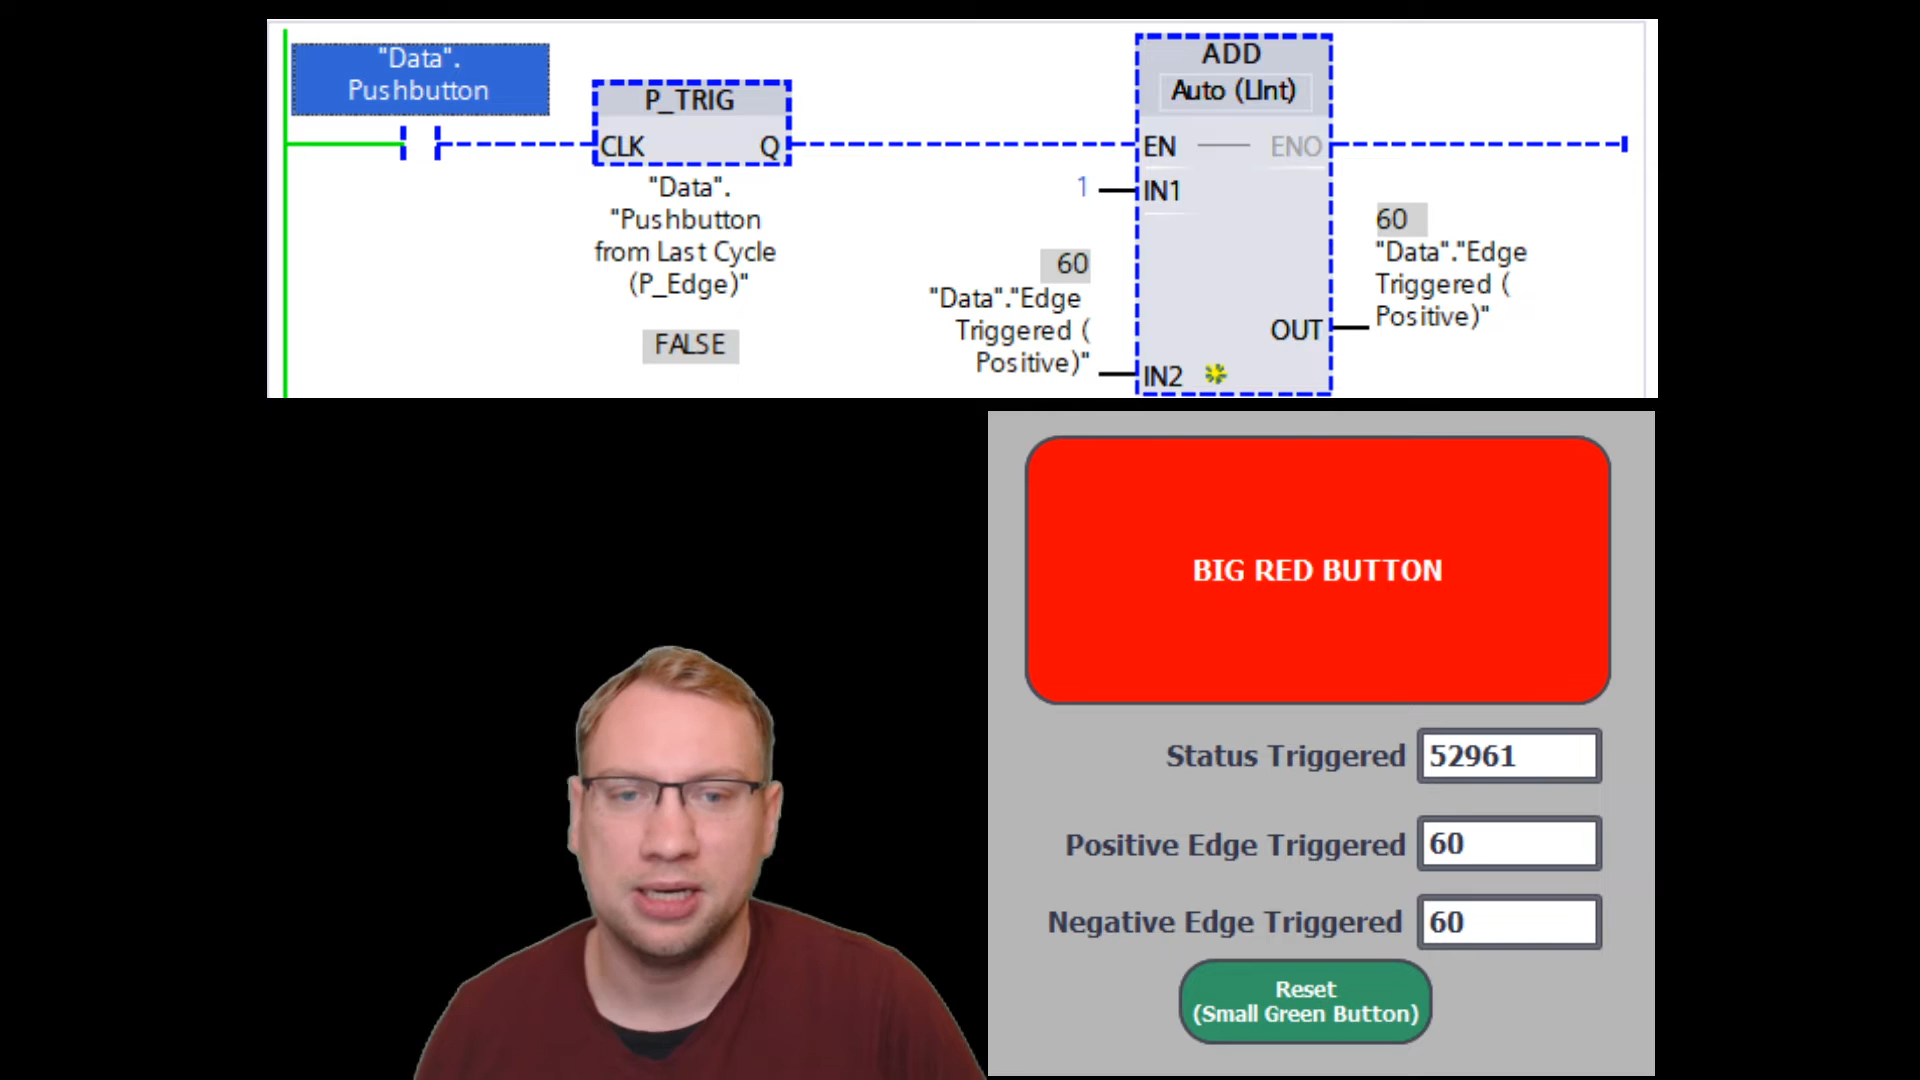 "Data".
Pushbutton
P_TRIG
CLK Q
"Data".
"Pushbutton
from Last Cycle
(P_Edge)"
FALSE
ADD
Auto (LInt)
EN ENO
1
IN1
60
"Data"."Edge
Triggered (
Positive)"
IN2
OUT
60
"Data"."Edge
Triggered (
Positive)"
BIG RED BUTTON
Status Triggered 52961
Positive Edge Triggered 60
Negative Edge Triggered 60
Reset
(Small Green Button)